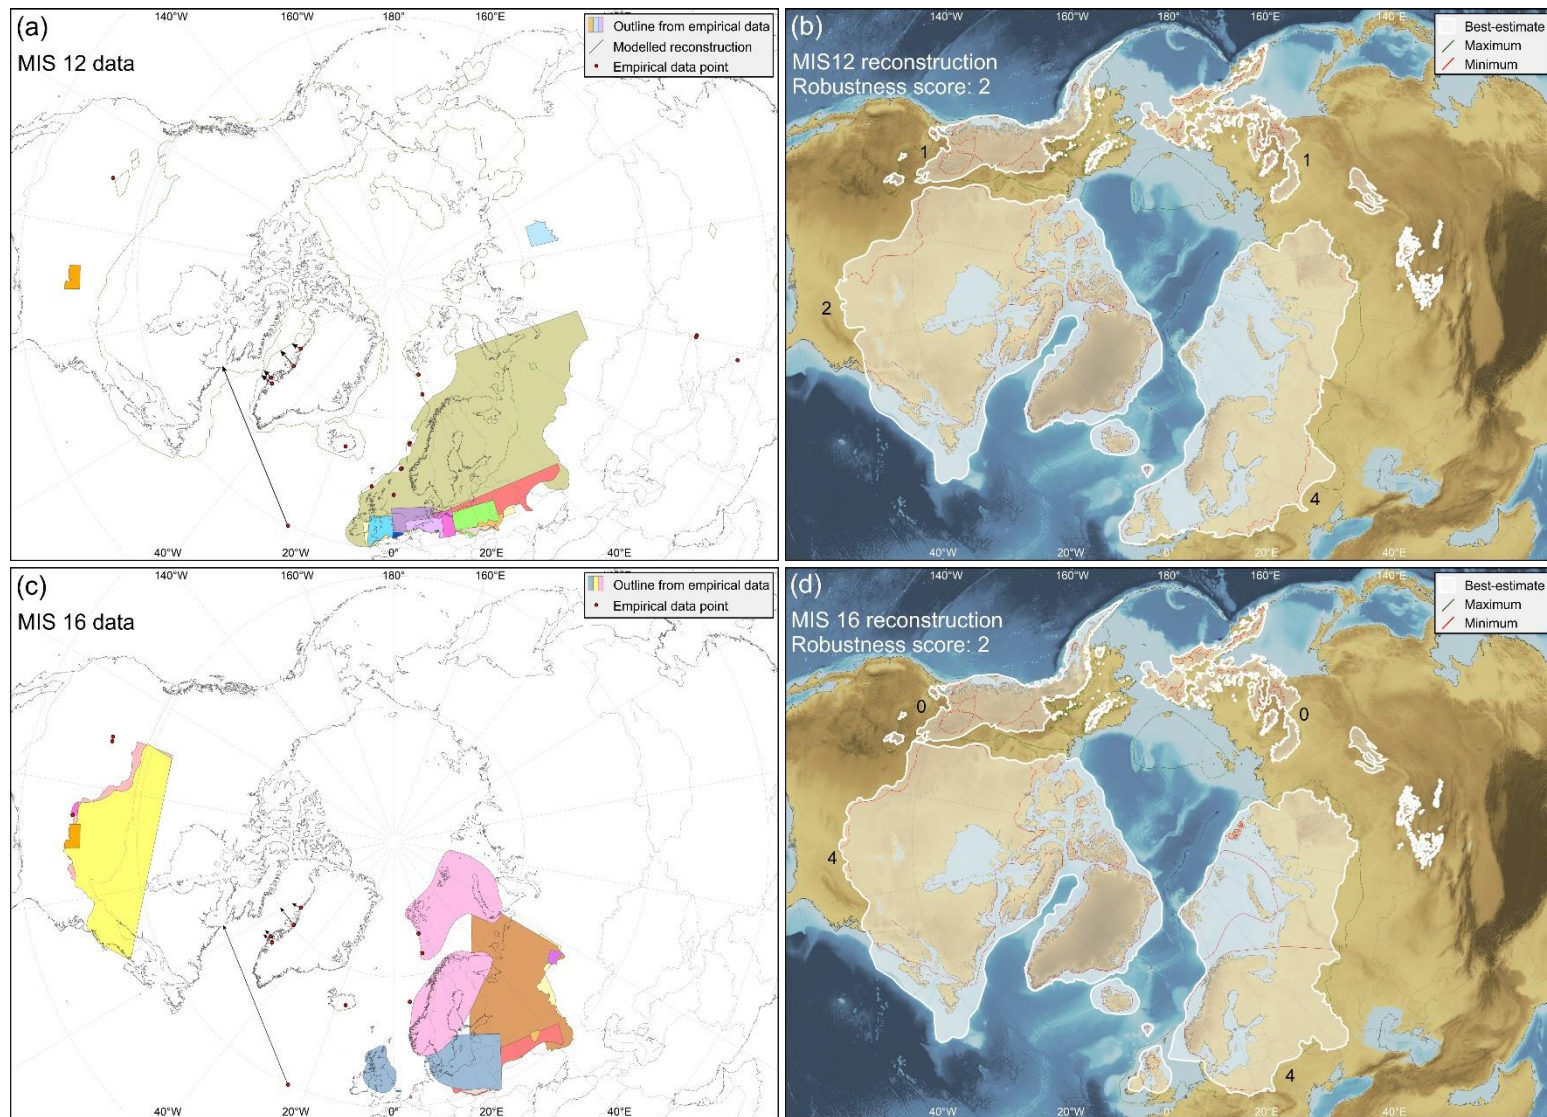 (a)
160°W
180°
160°E
MIS 12 data
Outline from empirical data
Modelled reconstruction
Empirical data point
40°W
20°W
0°
20°E
40°E
(b)
140°W
160°W
180°
160°E
140°E
MIS12 reconstruction
Robustness score: 2
Best-estimate
Maximum
Minimum
1
1
2
4
40°W
20°W
0°
20°E
40°E
(c)
160°W
180°
160°E
MIS 16 data
Outline from empirical data
Empirical data point
40°W
20°W
0°
20°E
40°E
(d)
140°W
160°W
180°
160°E
140°E
MIS 16 reconstruction
Robustness score: 2
Best-estimate
Maximum
Minimum
0
0
4
4
40°W
20°W
0°
20°E
40°E